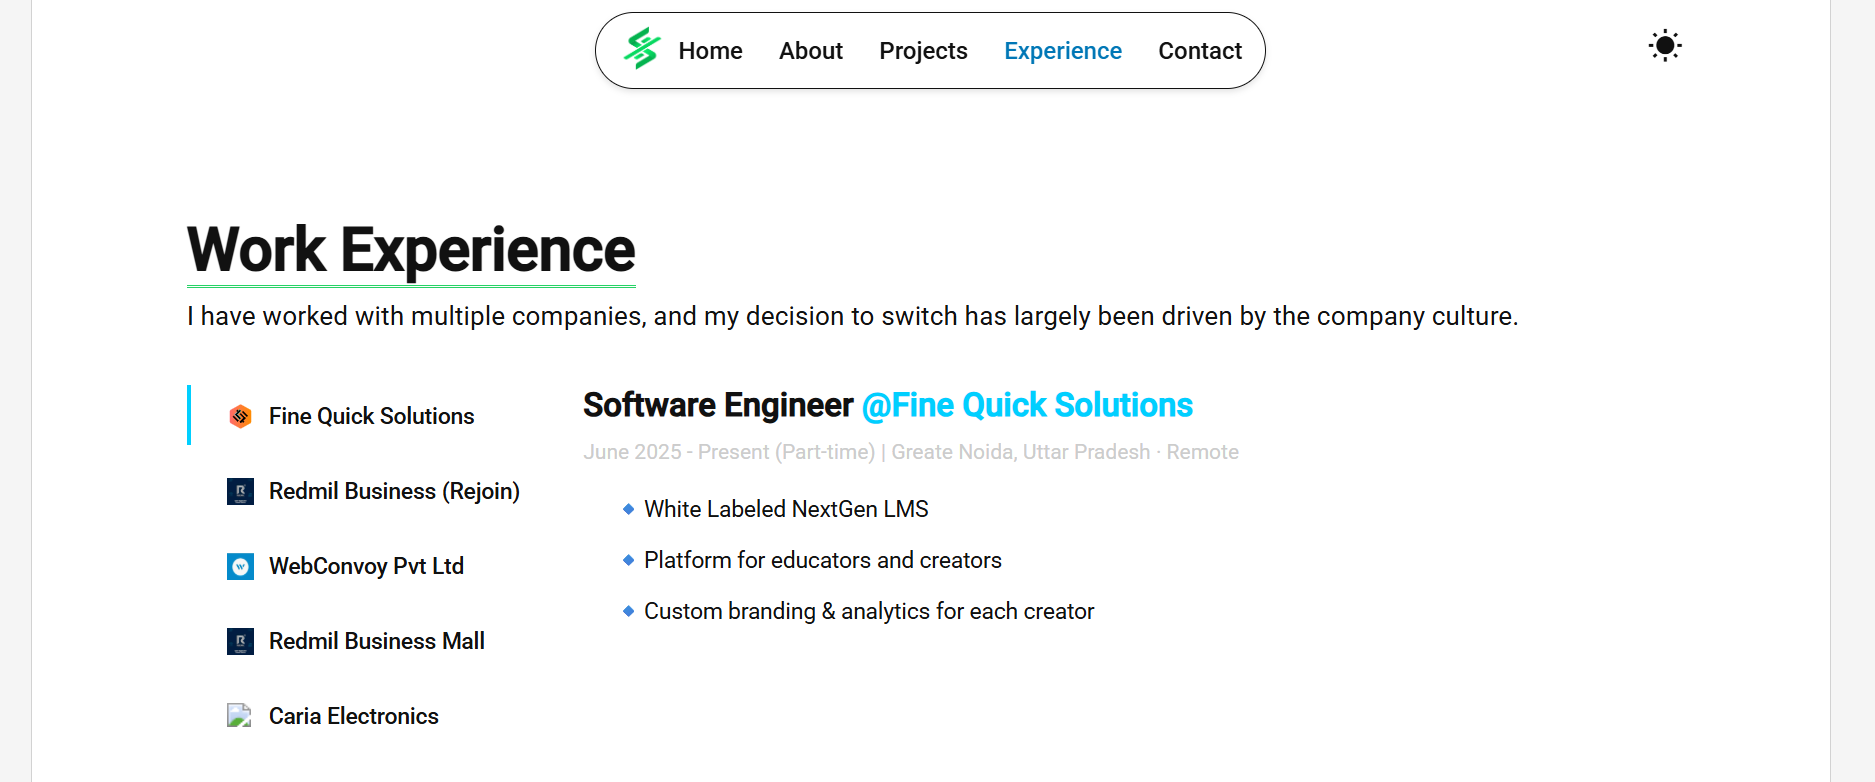 Home About Projects Experience Contact
Work Experience
I have worked with multiple companies, and my decision to switch has largely been driven by the company culture.
Fine Quick Solutions
Redmil Business (Rejoin)
WebConvoy Pvt Ltd
Redmil Business Mall
Caria Electronics
Software Engineer @Fine Quick Solutions
June 2025 - Present (Part-time) | Greate Noida, Uttar Pradesh · Remote
White Labeled NextGen LMS
Platform for educators and creators
Custom branding & analytics for each creator